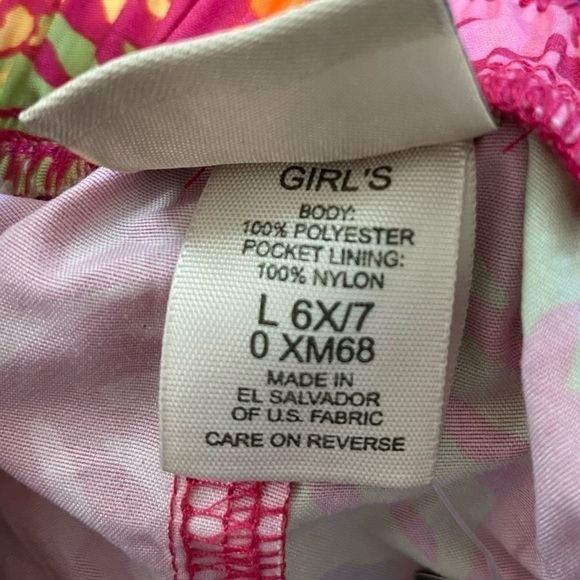 GIRL'S
BODY:
100% POLYESTER
POCKET LINING:
100% NYLON
L 6X/7
0 XM68
MADE IN
EL SALVADOR
OF U.S. FABRIC
CARE ON REVERSE